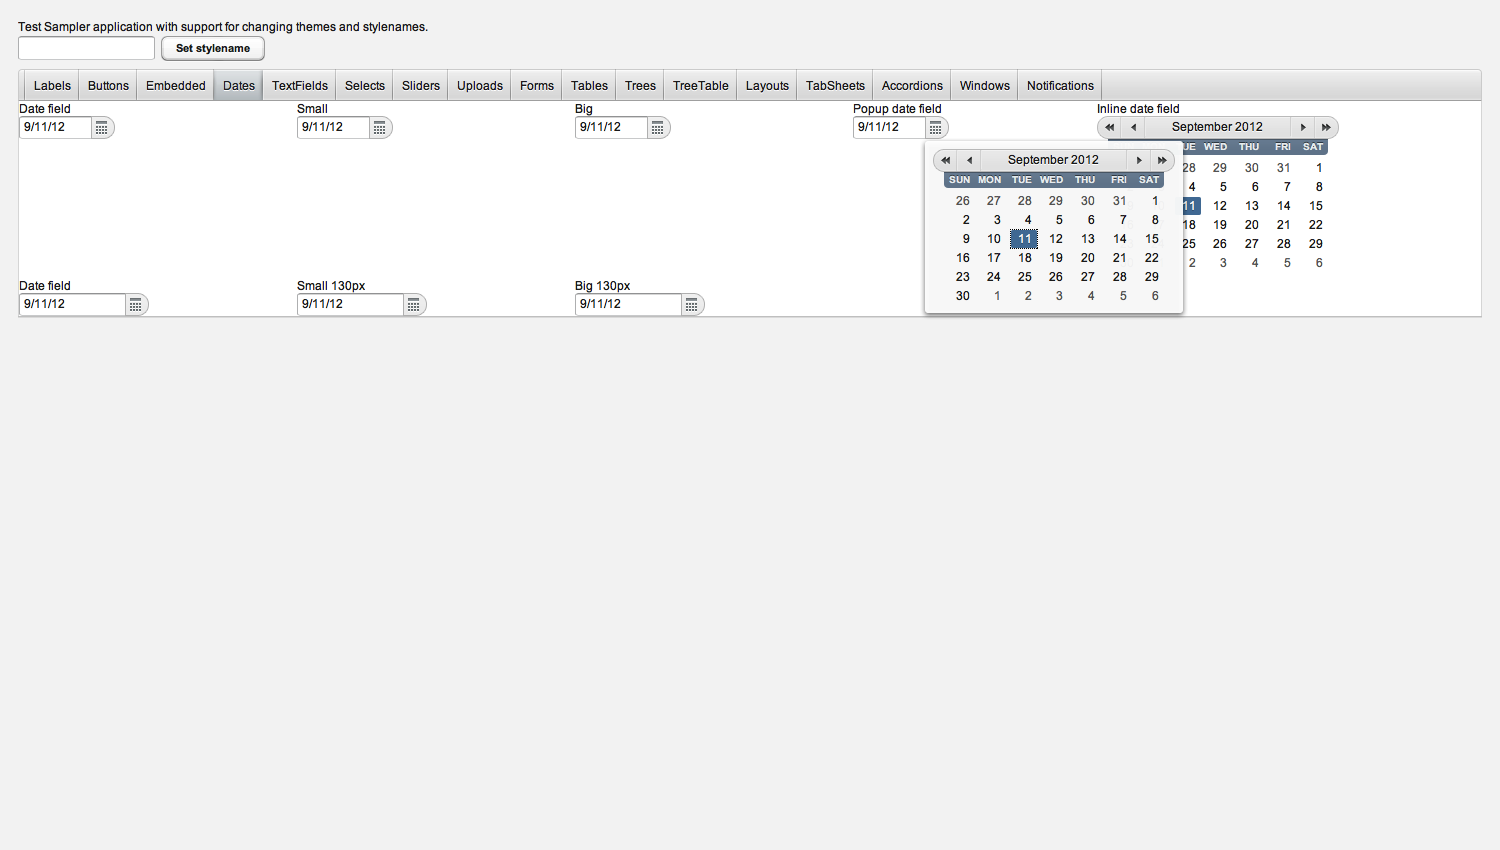 Test Sampler application with support for changing themes and stylenames.
Set stylename
Labels Buttons Embedded Dates TextFields Selects Sliders Uploads Forms Tables Trees TreeTable Layouts TabSheets Accordions Windows Notifications
Date field Small Big Popup date field Inline date field
9/11/12 9/11/12 9/11/12 9/11/12 September 2012
UE WED THU FRI SAT
28 29 30 31 1
4 5 6 7 8
11 12 13 14 15
18 19 20 21 22
25 26 27 28 29
2 3 4 5 6
September 2012
SUN MON TUE WED THU FRI SAT
26 27 28 29 30 31 1
2 3 4 5 6 7 8
9 10 11 12 13 14 15
16 17 18 19 20 21 22
23 24 25 26 27 28 29
30 1 2 3 4 5 6
Date field Small 130px Big 130px
9/11/12 9/11/12 9/11/12